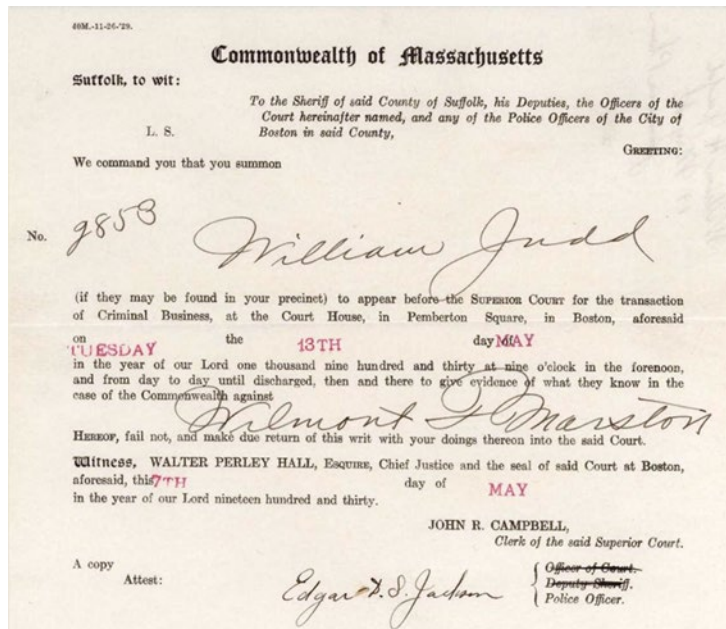 40M.-11-26-'29.
Commonwealth of Massachusetts
Suffolk, to wit:
To the Sheriff of said County of Suffolk, his Deputies, the Officers of the
Court hereinafter named, and any of the Police Officers of the City of
L. S. Boston in said County,
GREETING:
We command you that you summon
No. 9853 William Judd
(if they may be found in your precinct) to appear before the SUPERIOR COURT for the transaction
of Criminal Business, at the Court House, in Pemberton Square, in Boston, aforesaid
on TUESDAY the 13TH day of MAY
in the year of our Lord one thousand nine hundred and thirty at nine o'clock in the forenoon,
and from day to day until discharged, then and there to give evidence of what they know in the
case of the Commonwealth against
Wilmont F Marston
HEREOF, fail not, and make due return of this writ with your doings thereon into the said Court.
Witness, WALTER PERLEY HALL, ESQUIRE, Chief Justice and the seal of said Court at Boston,
aforesaid, this 7TH day of MAY
in the year of our Lord nineteen hundred and thirty.
JOHN R. CAMPBELL,
Clerk of the said Superior Court.
A copy
Officer of Court.
Attest: Edgar D. S. Jackson Deputy Sheriff.
Police Officer.